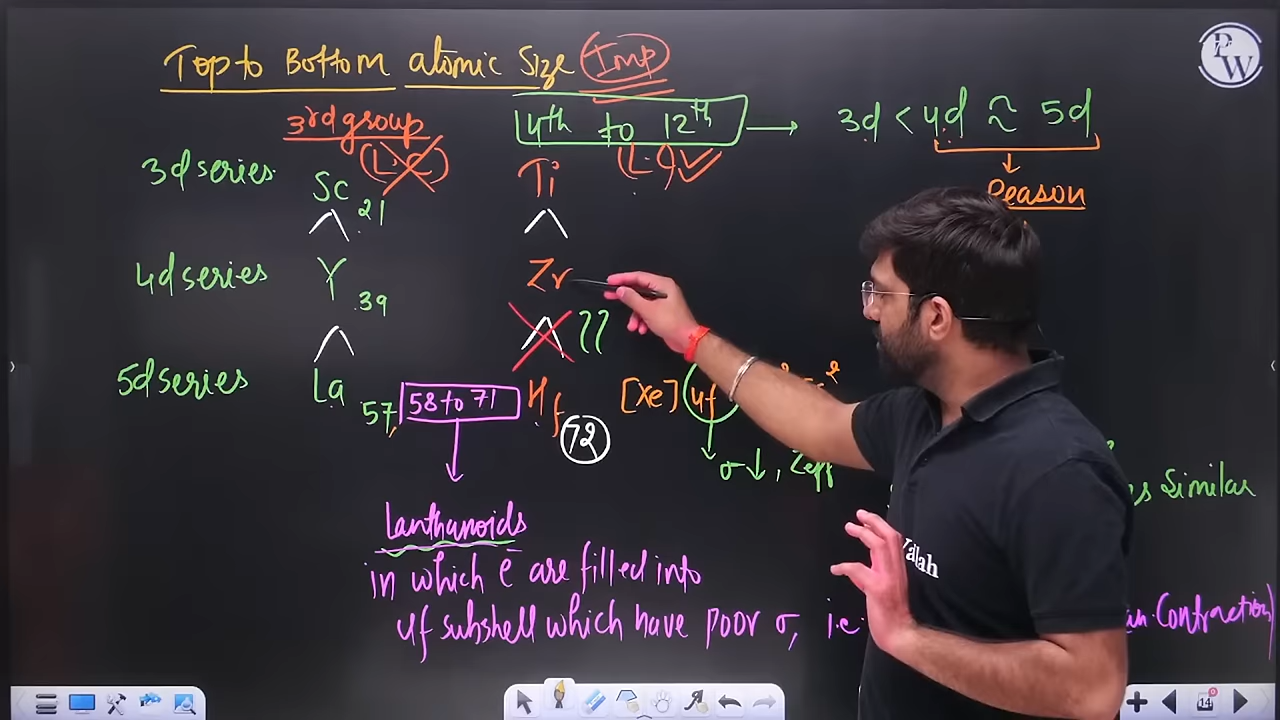 Top to Bottom atomic Size (Imp)
3rd group
(L.C)
4th to 12th
(L.C) ✓
3d < 4d ≈ 5d
Reason
3d series
Sc 21
Ti
4d series
Y 39
Zr
5d series
La 57
58 to 71
Hf 72
[Xe] 4f
σ↓, Zeff
Similar
Lanthanoids
in which e⁻ are filled into
4f subshell which have poor σ, i.e.
Contraction)
PW
14